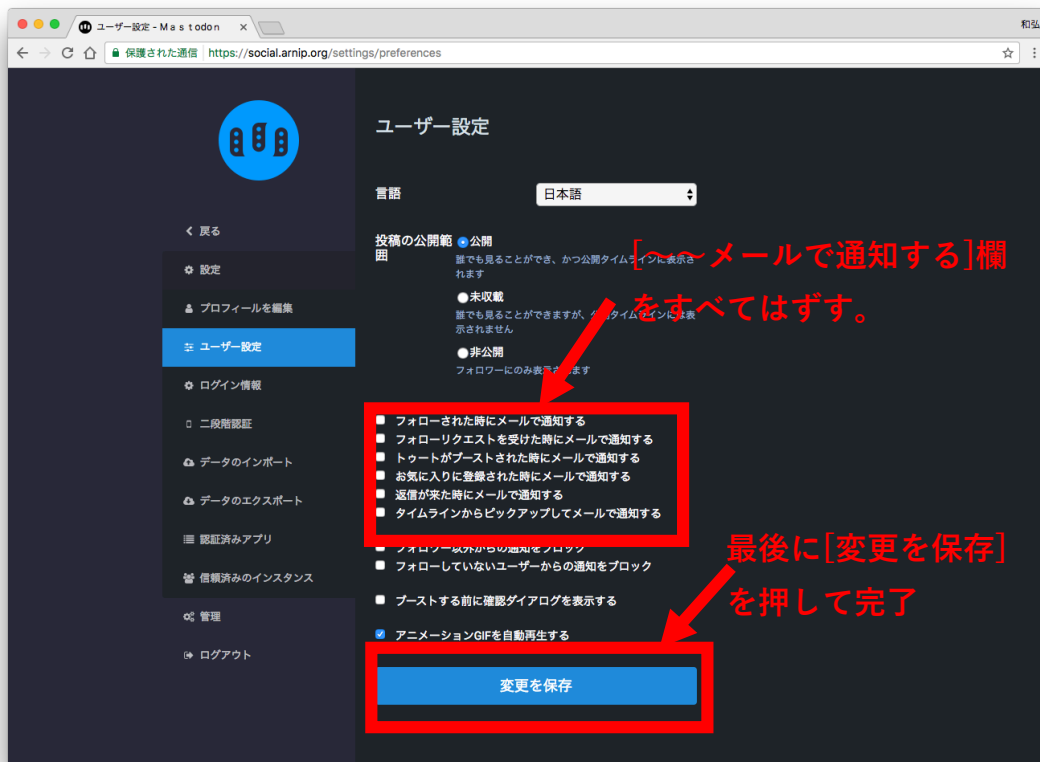 ユーザー設定 - M a s t o d o n ×
和弘
保護された通信 https://social.arnip.org/settings/preferences
ユーザー設定
言語
日本語
戻る
設定
プロフィールを編集
ユーザー設定
ログイン情報
二段階認証
データのインポート
データのエクスポート
認証済みアプリ
信頼済みのインスタンス
管理
ログアウト
投稿の公開範
囲
公開
誰でも見ることができ、かつ公開タイムラインに表示さ
れます
未収載
誰でも見ることができますが、公開タイムラインには表
示されません
非公開
フォロワーにのみ表示されます
[〜〜メールで通知する]欄
をすべてはずす。
フォローされた時にメールで通知する
フォローリクエストを受けた時にメールで通知する
トゥートがブーストされた時にメールで通知する
お気に入りに登録された時にメールで通知する
返信が来た時にメールで通知する
タイムラインからピックアップしてメールで通知する
フォロワー以外からの通知をブロック
フォローしていないユーザーからの通知をブロック
ブーストする前に確認ダイアログを表示する
アニメーションGIFを自動再生する
最後に[変更を保存]
を押して完了
変更を保存